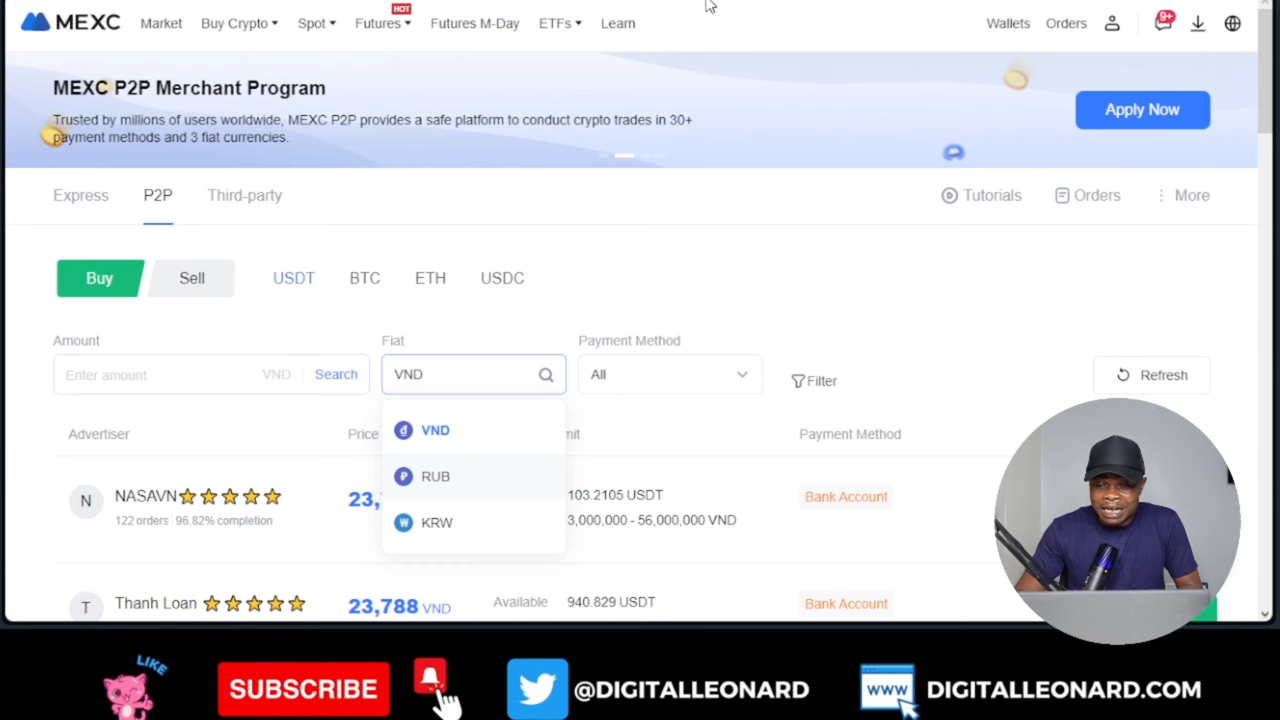 MEXC Market Buy Crypto Spot Futures HOT Futures M-Day ETFs Learn Wallets Orders 9+
MEXC P2P Merchant Program
Trusted by millions of users worldwide, MEXC P2P provides a safe platform to conduct crypto trades in 30+
payment methods and 3 fiat currencies.
Apply Now
Express P2P Third-party Tutorials Orders More
Buy Sell USDT BTC ETH USDC
Amount Fiat Payment Method
Enter amount VND Search VND All Filter Refresh
Advertiser Price Payment Method
VND
RUB
KRW
N NASAVN 103.2105 USDT Bank Account
122 orders 96.82% completion 3,000,000 - 56,000,000 VND
T Thanh Loan 23,788 VND Available 940.829 USDT Bank Account
LIKE SUBSCRIBE @DIGITALLEONARD WWW DIGITALLEONARD.COM